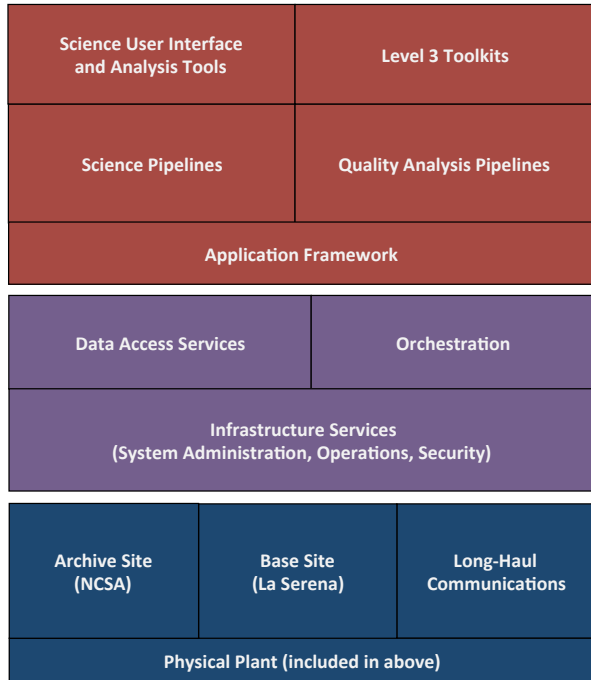 Science User Interface
and Analysis Tools
Level 3 Toolkits
Science Pipelines
Quality Analysis Pipelines
Application Framework
Data Access Services
Orchestration
Infrastructure Services
(System Administration, Operations, Security)
Archive Site
(NCSA)
Base Site
(La Serena)
Long-Haul
Communications
Physical Plant (included in above)